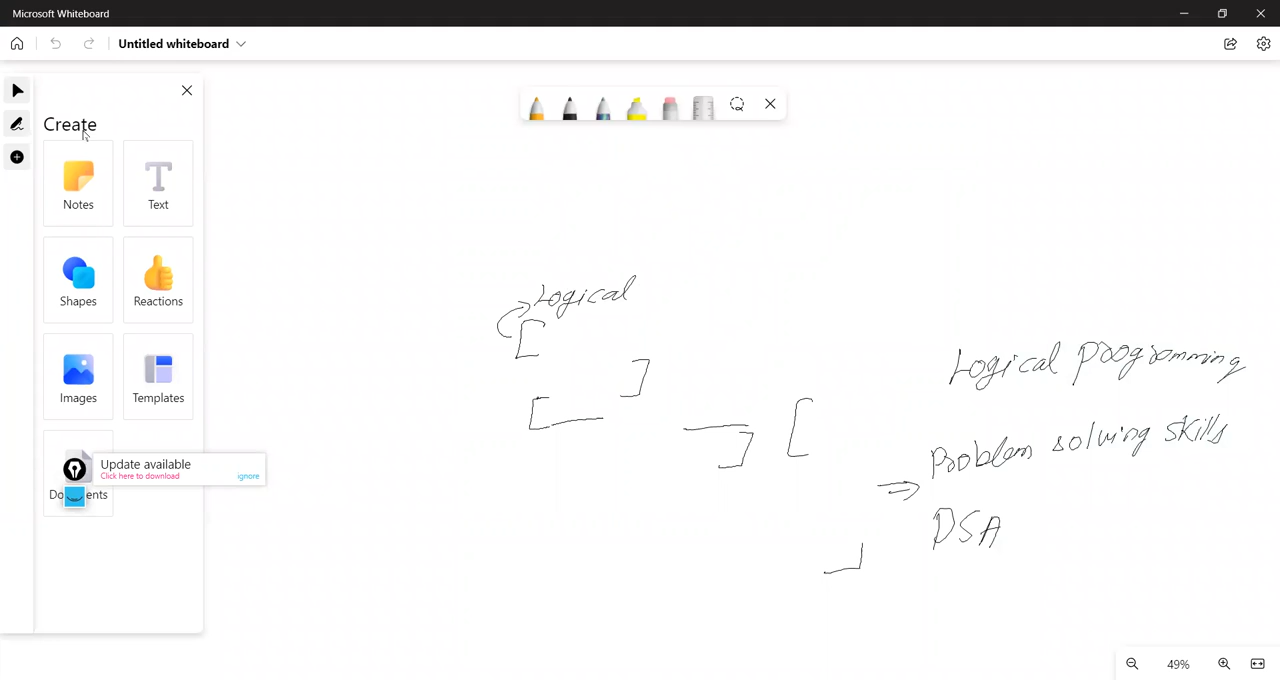 Microsoft Whiteboard
Untitled whiteboard
Create
Notes
Text
Shapes
Reactions
Images
Templates
Update available
Click here to download
ignore
Logical
Logical Programming
Problem solving skills
DSA
49%